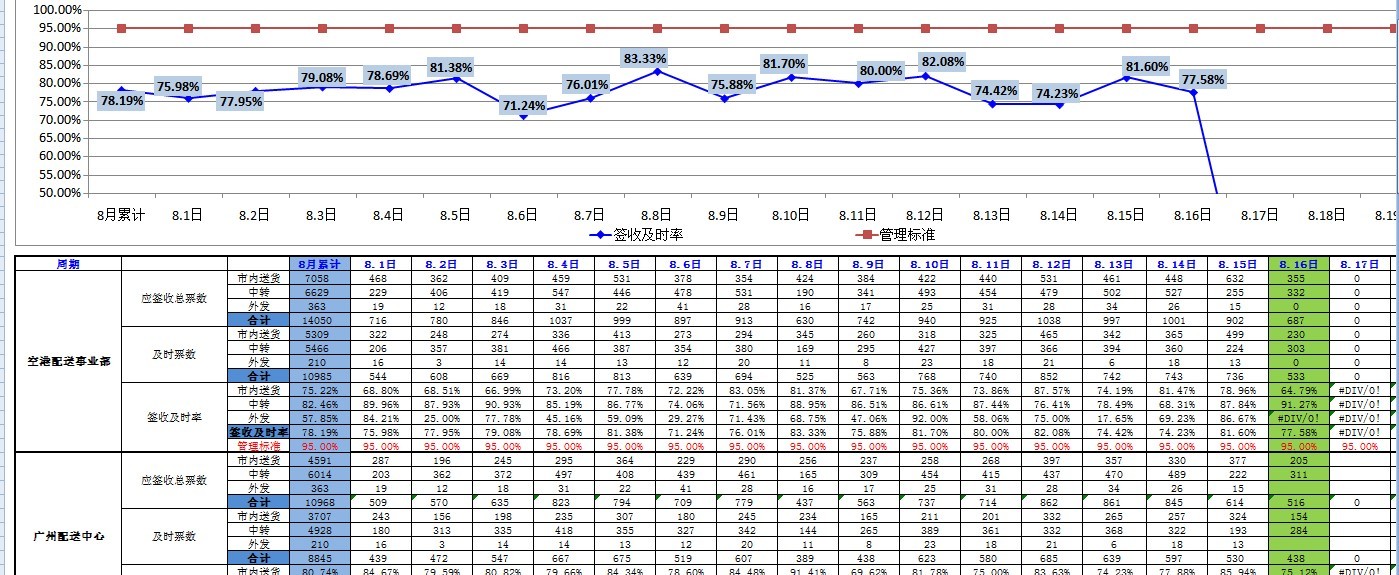 100.00%
95.00%
90.00%
85.00%
80.00%
75.00%
70.00%
65.00%
60.00%
55.00%
50.00%
78.19% 75.98% 77.95% 79.08% 78.69% 81.38% 71.24% 76.01% 83.33% 75.88% 81.70% 80.00% 82.08% 74.42% 74.23% 81.60% 77.58%
8月累计 8.1日 8.2日 8.3日 8.4日 8.5日 8.6日 8.7日 8.8日 8.9日 8.10日 8.11日 8.12日 8.13日 8.14日 8.15日 8.16日 8.17日 8.18日
签收及时率 管理标准
周期 8月累计 8.1日 8.2日 8.3日 8.4日 8.5日 8.6日 8.7日 8.8日 8.9日 8.10日 8.11日 8.12日 8.13日 8.14日 8.15日 8.16日 8.17日
空港配送事业部
应签收总票数
市内送货 7058 468 362 409 459 531 378 354 424 384 422 440 531 461 448 632 355 0
中转 6629 229 406 419 547 446 478 531 190 341 493 454 479 502 527 255 332 0
外发 363 19 12 18 31 22 41 28 16 17 25 31 28 34 26 15 0 0
合计 14050 716 780 846 1037 999 897 913 630 742 940 925 1038 997 1001 902 687 0
及时票数
市内送货 5309 322 248 274 336 413 273 294 345 260 318 325 465 342 365 499 230 0
中转 5466 206 357 381 466 387 354 380 169 295 427 397 366 394 360 224 303 0
外发 210 16 3 14 14 13 12 20 11 8 23 18 21 6 18 13 0 0
合计 10985 544 608 669 816 813 639 694 525 563 768 740 852 742 743 736 533 0
签收及时率
市内送货 75.22% 68.80% 68.51% 66.99% 73.20% 77.78% 72.22% 83.05% 81.37% 67.71% 75.36% 73.86% 87.57% 74.19% 81.47% 78.96% 64.79% #DIV/0!
中转 82.46% 89.96% 87.93% 90.93% 85.19% 86.77% 74.06% 71.56% 88.95% 86.51% 86.61% 87.44% 76.41% 78.49% 68.31% 87.84% 91.27% #DIV/0!
外发 57.85% 84.21% 25.00% 77.78% 45.16% 59.09% 29.27% 71.43% 68.75% 47.06% 92.00% 58.06% 75.00% 17.65% 69.23% 86.67% #DIV/0! #DIV/0!
签收及时率 78.19% 75.98% 77.95% 79.08% 78.69% 81.38% 71.24% 76.01% 83.33% 75.88% 81.70% 80.00% 82.08% 74.42% 74.23% 81.60% 77.58% #DIV/0!
管理标准 95.00% 95.00% 95.00% 95.00% 95.00% 95.00% 95.00% 95.00% 95.00% 95.00% 95.00% 95.00% 95.00% 95.00% 95.00% 95.00% 95.00% 95.00%
广州配送中心
应签收总票数
市内送货 4591 287 196 245 295 364 229 290 256 237 258 268 397 357 330 377 205
中转 6014 203 362 372 497 408 439 461 165 309 454 415 437 470 489 222 311
外发 363 19 12 18 31 22 41 28 16 17 25 31 28 34 26 15
合计 10968 509 570 635 823 794 709 779 437 563 737 714 862 861 845 614 516 0
及时票数
市内送货 3707 243 156 198 235 307 180 245 234 165 211 201 332 265 257 324 154
中转 4928 180 313 335 418 355 327 342 144 265 389 361 332 368 322 193 284
外发 210 16 3 14 14 13 12 20 11 8 23 18 21 6 18 13
合计 8845 439 472 547 667 675 519 607 389 438 623 580 685 639 597 530 438 0
市内送货 80.74% 84.67% 79.59% 80.82% 79.66% 84.34% 78.60% 84.48% 91.41% 69.62% 81.78% 75.00% 83.63% 74.23% 77.88% 85.94% 75.12% #DIV/0!